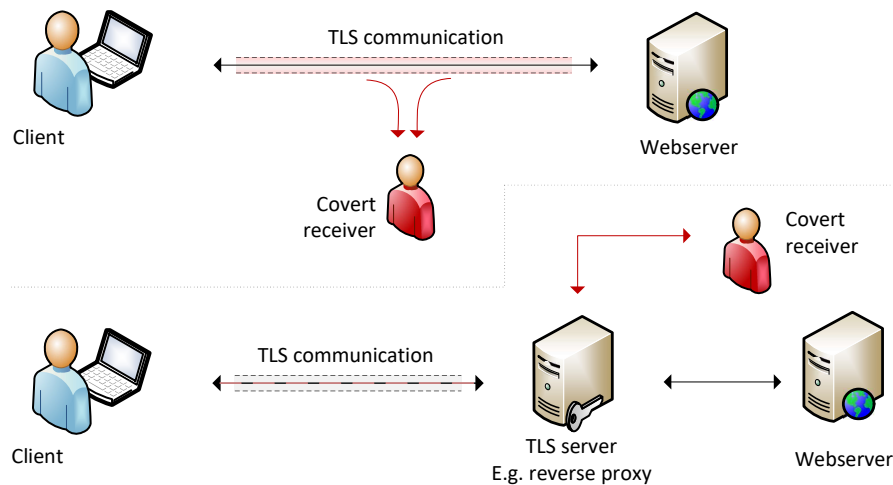 TLS communication
Client
Webserver
Covert
receiver
Covert
receiver
TLS communication
Client
TLS server
E.g. reverse proxy
Webserver